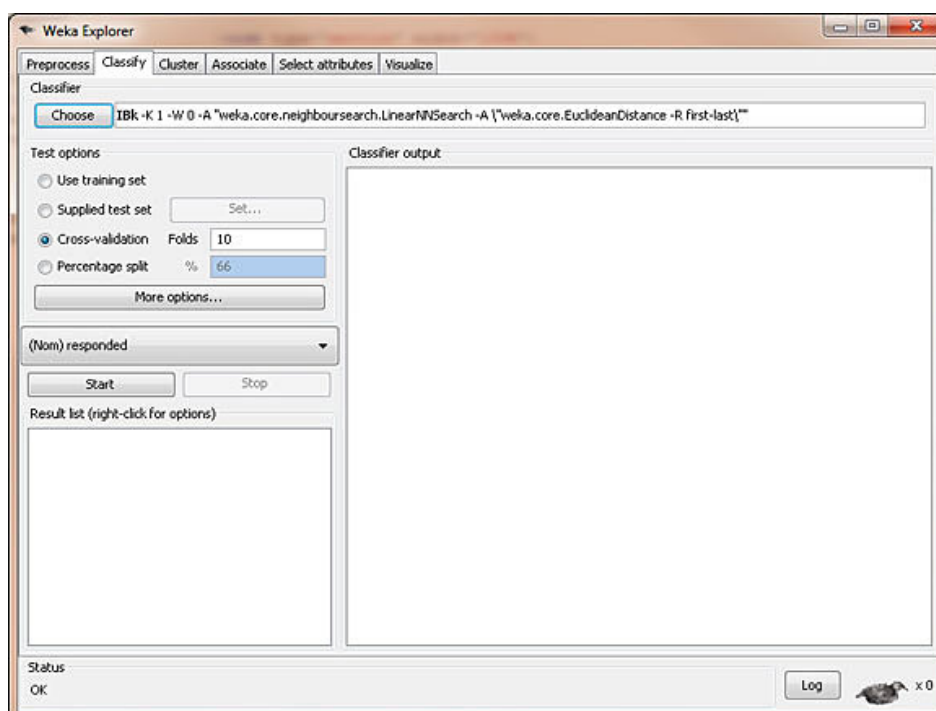 Weka Explorer
Preprocess Classify Cluster Associate Select attributes Visualize
Classifier
Choose IBk -K 1 -W 0 -A "weka.core.neighboursearch.LinearNNSearch -A \"weka.core.EuclideanDistance -R first-last\""
Test options
Use training set
Supplied test set Set...
Cross-validation Folds 10
Percentage split % 66
More options...
(Nom) responded
Start Stop
Result list (right-click for options)
Classifier output
Status
OK
Log x 0